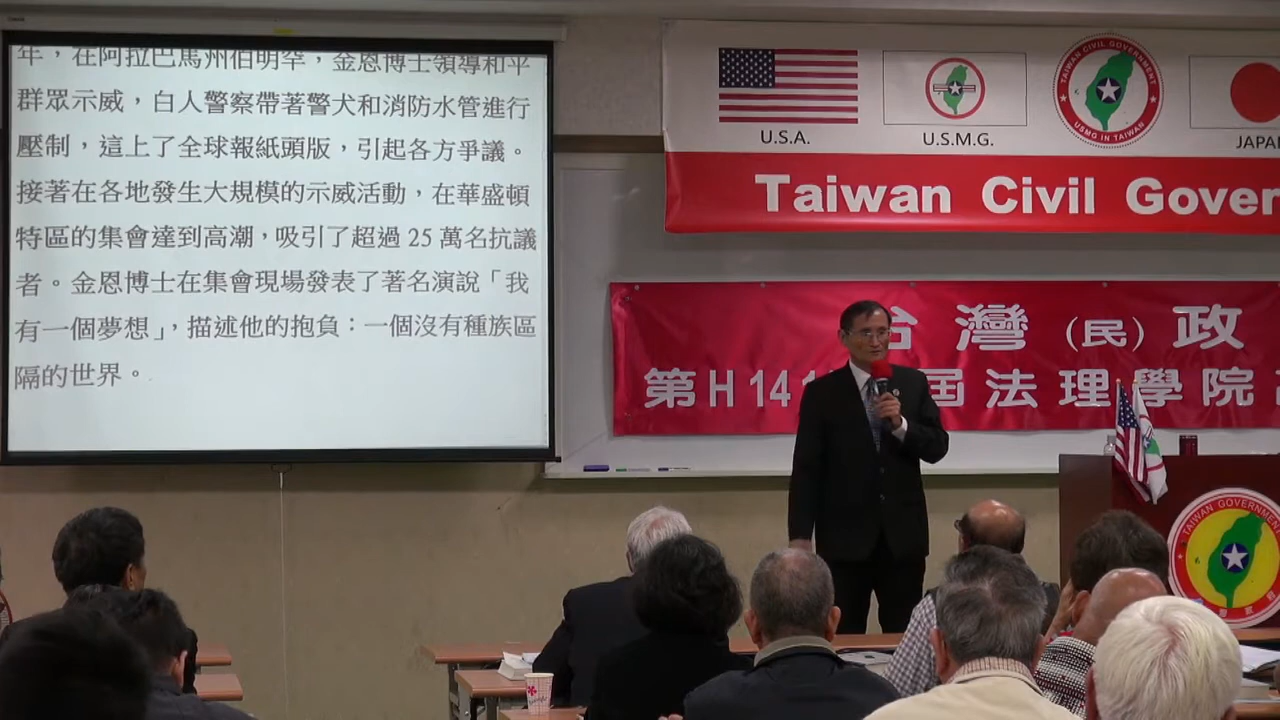 年，在阿拉巴馬州伯明罕，金恩博士領導和平
群眾示威，白人警察帶著警犬和消防水管進行
壓制，這上了全球報紙頭版，引起各方爭議。
接著在各地發生大規模的示威活動，在華盛頓
特區的集會達到高潮，吸引了超過 25 萬名抗議
者。金恩博士在集會現場發表了著名演說「我
有一個夢想」，描述他的抱負：一個沒有種族區
隔的世界。
U.S.A.
U.S.M.G.
TAIWAN CIVIL GOVERNMENT
USMG IN TAIWAN
JAPAN
Taiwan Civil Gover
台灣（民）政
第H14 屆法理學院
TAIWAN GOVERNMENT